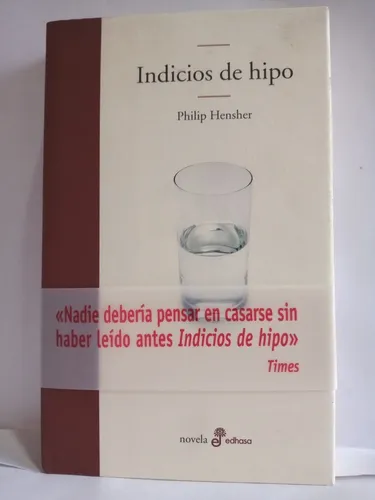 Indicios de hipo
Philip Hensher
«Nadie debería pensar en casarse sin
haber leído antes Indicios de hipo»
Times
novela edhasa